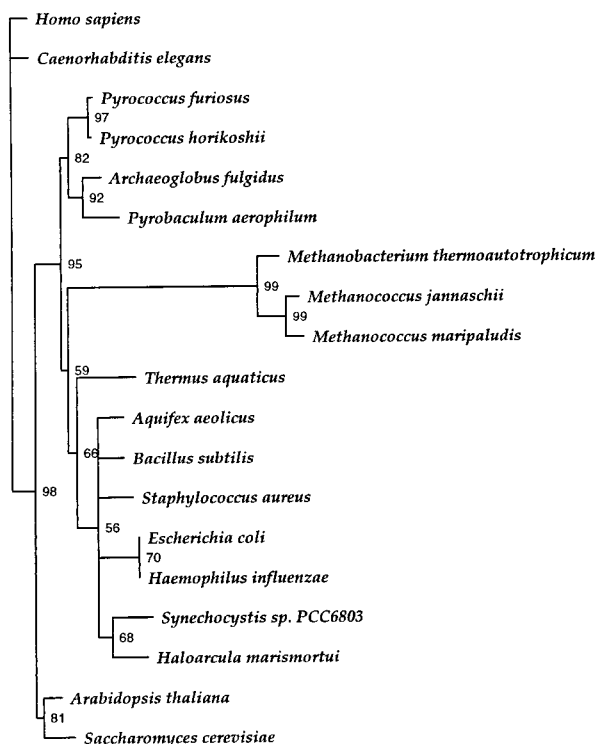 Homo sapiens
Caenorhabditis elegans
Pyrococcus furiosus
97
Pyrococcus horikoshii
82
Archaeoglobus fulgidus
92
Pyrobaculum aerophilum
Methanobacterium thermoautotrophicum
95
99
Methanococcus jannaschii
99
Methanococcus maripaludis
59
Thermus aquaticus
Aquifex aeolicus
66
Bacillus subtilis
98
Staphylococcus aureus
56
Escherichia coli
70
Haemophilus influenzae
Synechocystis sp. PCC6803
68
Haloarcula marismortui
Arabidopsis thaliana
81
Saccharomyces cerevisiae